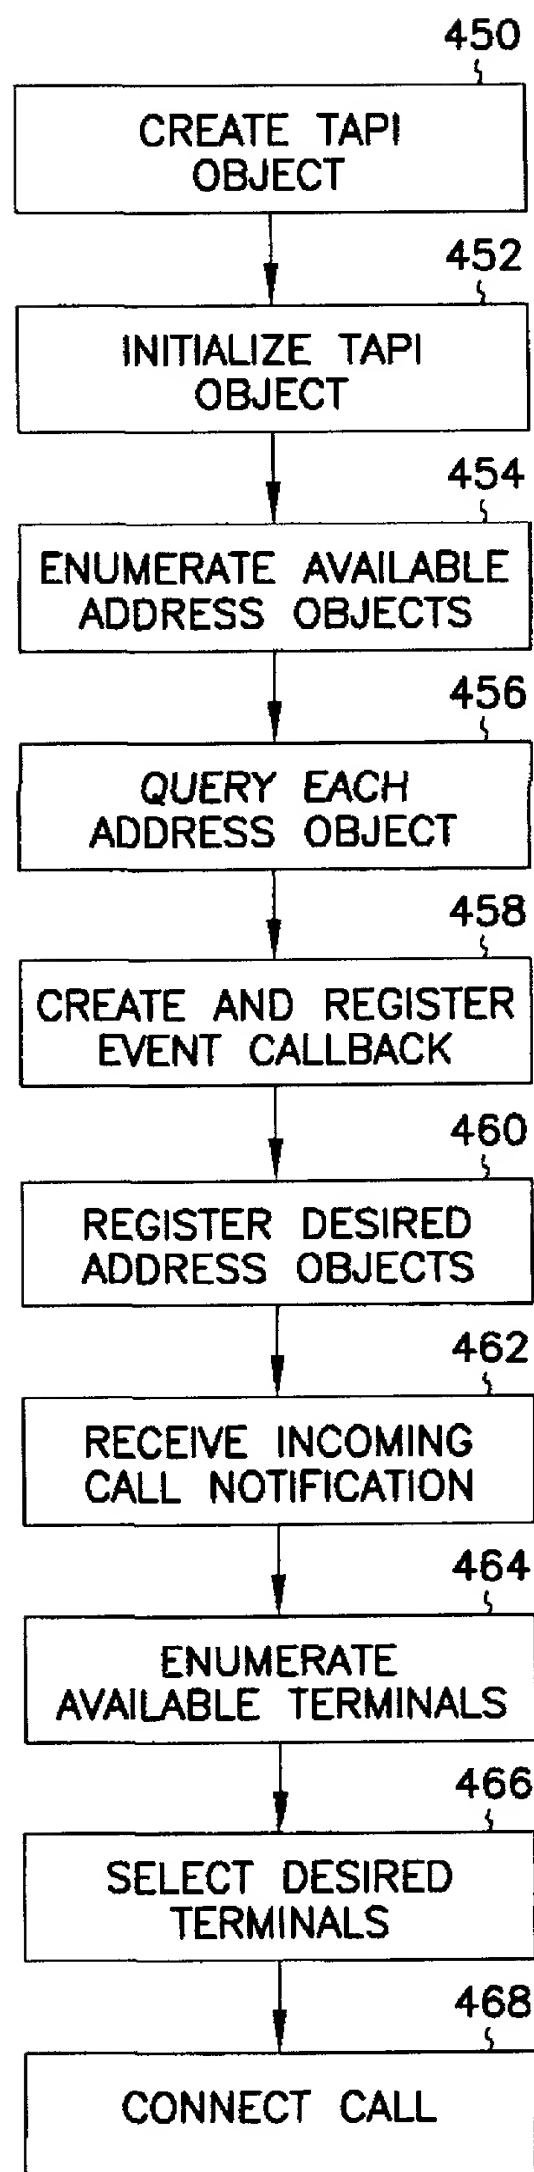 450
CREATE TAPI
OBJECT
452
INITIALIZE TAPI
OBJECT
454
ENUMERATE AVAILABLE
ADDRESS OBJECTS
456
QUERY EACH
ADDRESS OBJECT
458
CREATE AND REGISTER
EVENT CALLBACK
460
REGISTER DESIRED
ADDRESS OBJECTS
462
RECEIVE INCOMING
CALL NOTIFICATION
464
ENUMERATE
AVAILABLE TERMINALS
466
SELECT DESIRED
TERMINALS
468
CONNECT CALL